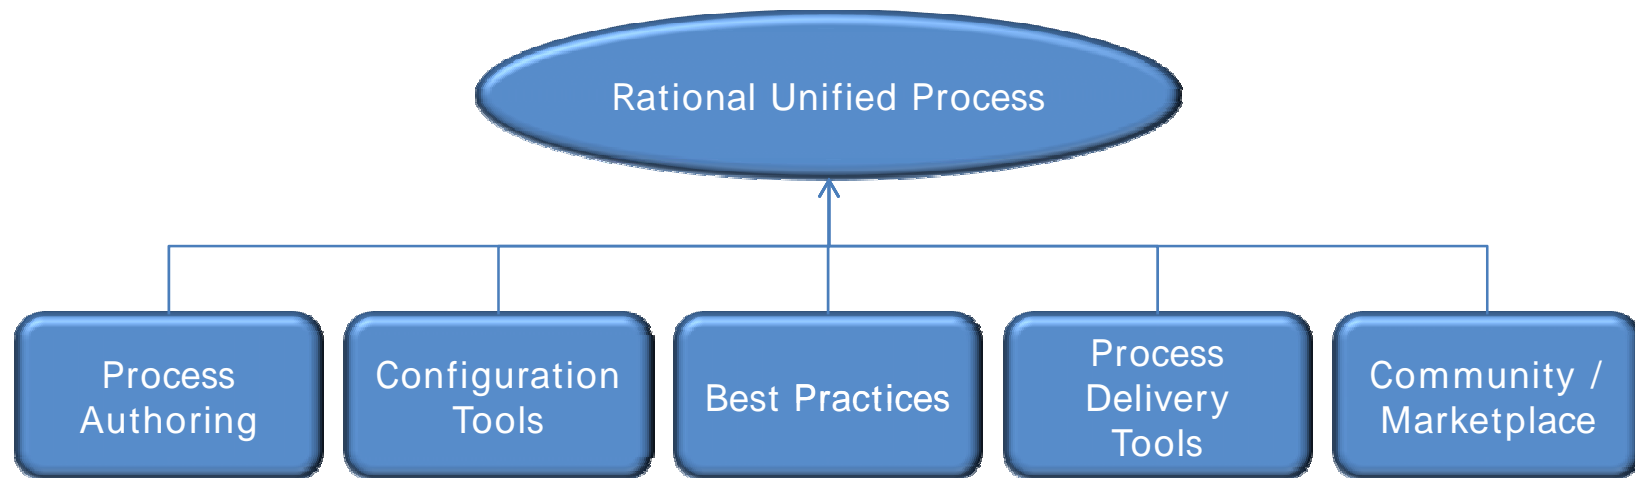 Rational Unified Process
Process
Authoring
Configuration
Tools
Best Practices
Process
Delivery
Tools
Community /
Marketplace